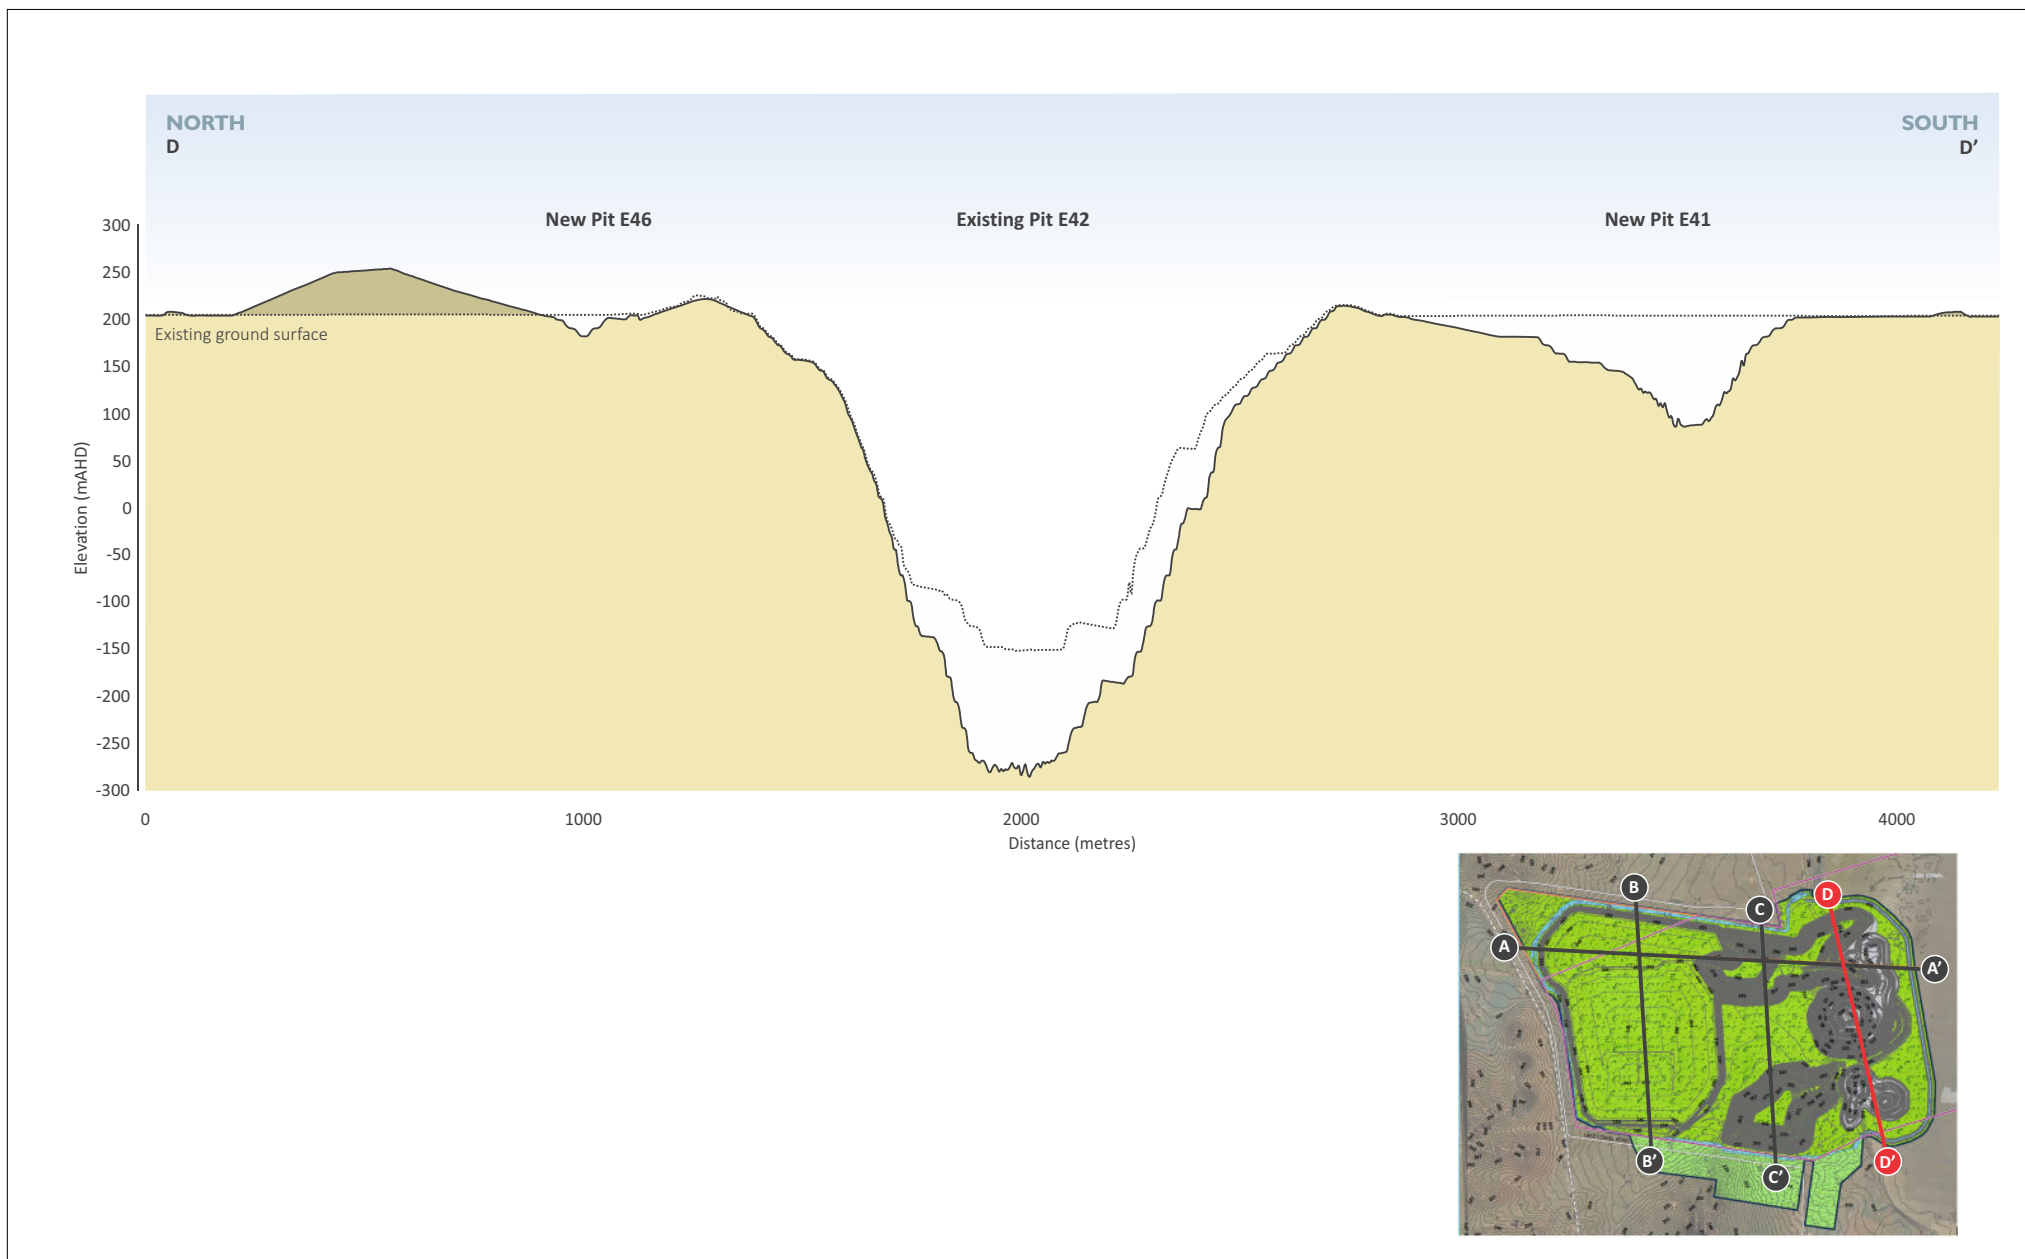 NORTH
D
SOUTH
D’
New Pit E46
Existing Pit E42
New Pit E41
300
250
200
150
100
50
0
-50
-100
-150
-200
-250
-300
Elevation (mAHD)
Existing ground surface
0
1000
2000
3000
4000
Distance (metres)
B
D
C
A
A’
B’
D’
C’